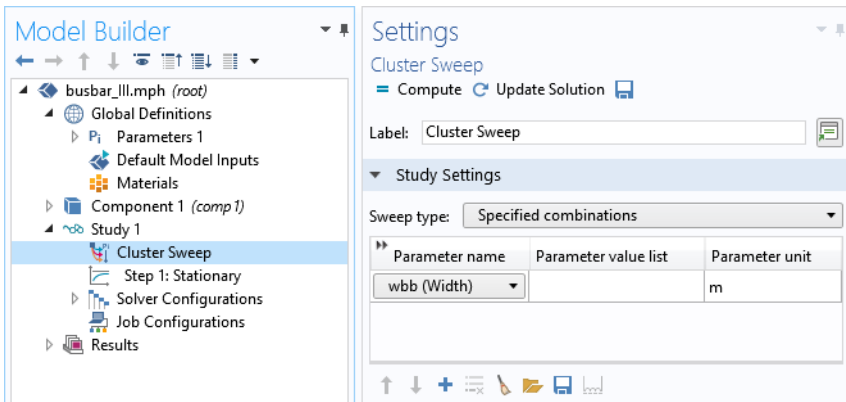 Model Builder
busbar_III.mph (root)
Global Definitions
Pi Parameters 1
Default Model Inputs
Materials
Component 1 (comp1)
Study 1
Cluster Sweep
Step 1: Stationary
Solver Configurations
Job Configurations
Results
Settings
Cluster Sweep
= Compute Update Solution
Label: Cluster Sweep
Study Settings
Sweep type: Specified combinations
Parameter name Parameter value list Parameter unit
wbb (Width) m